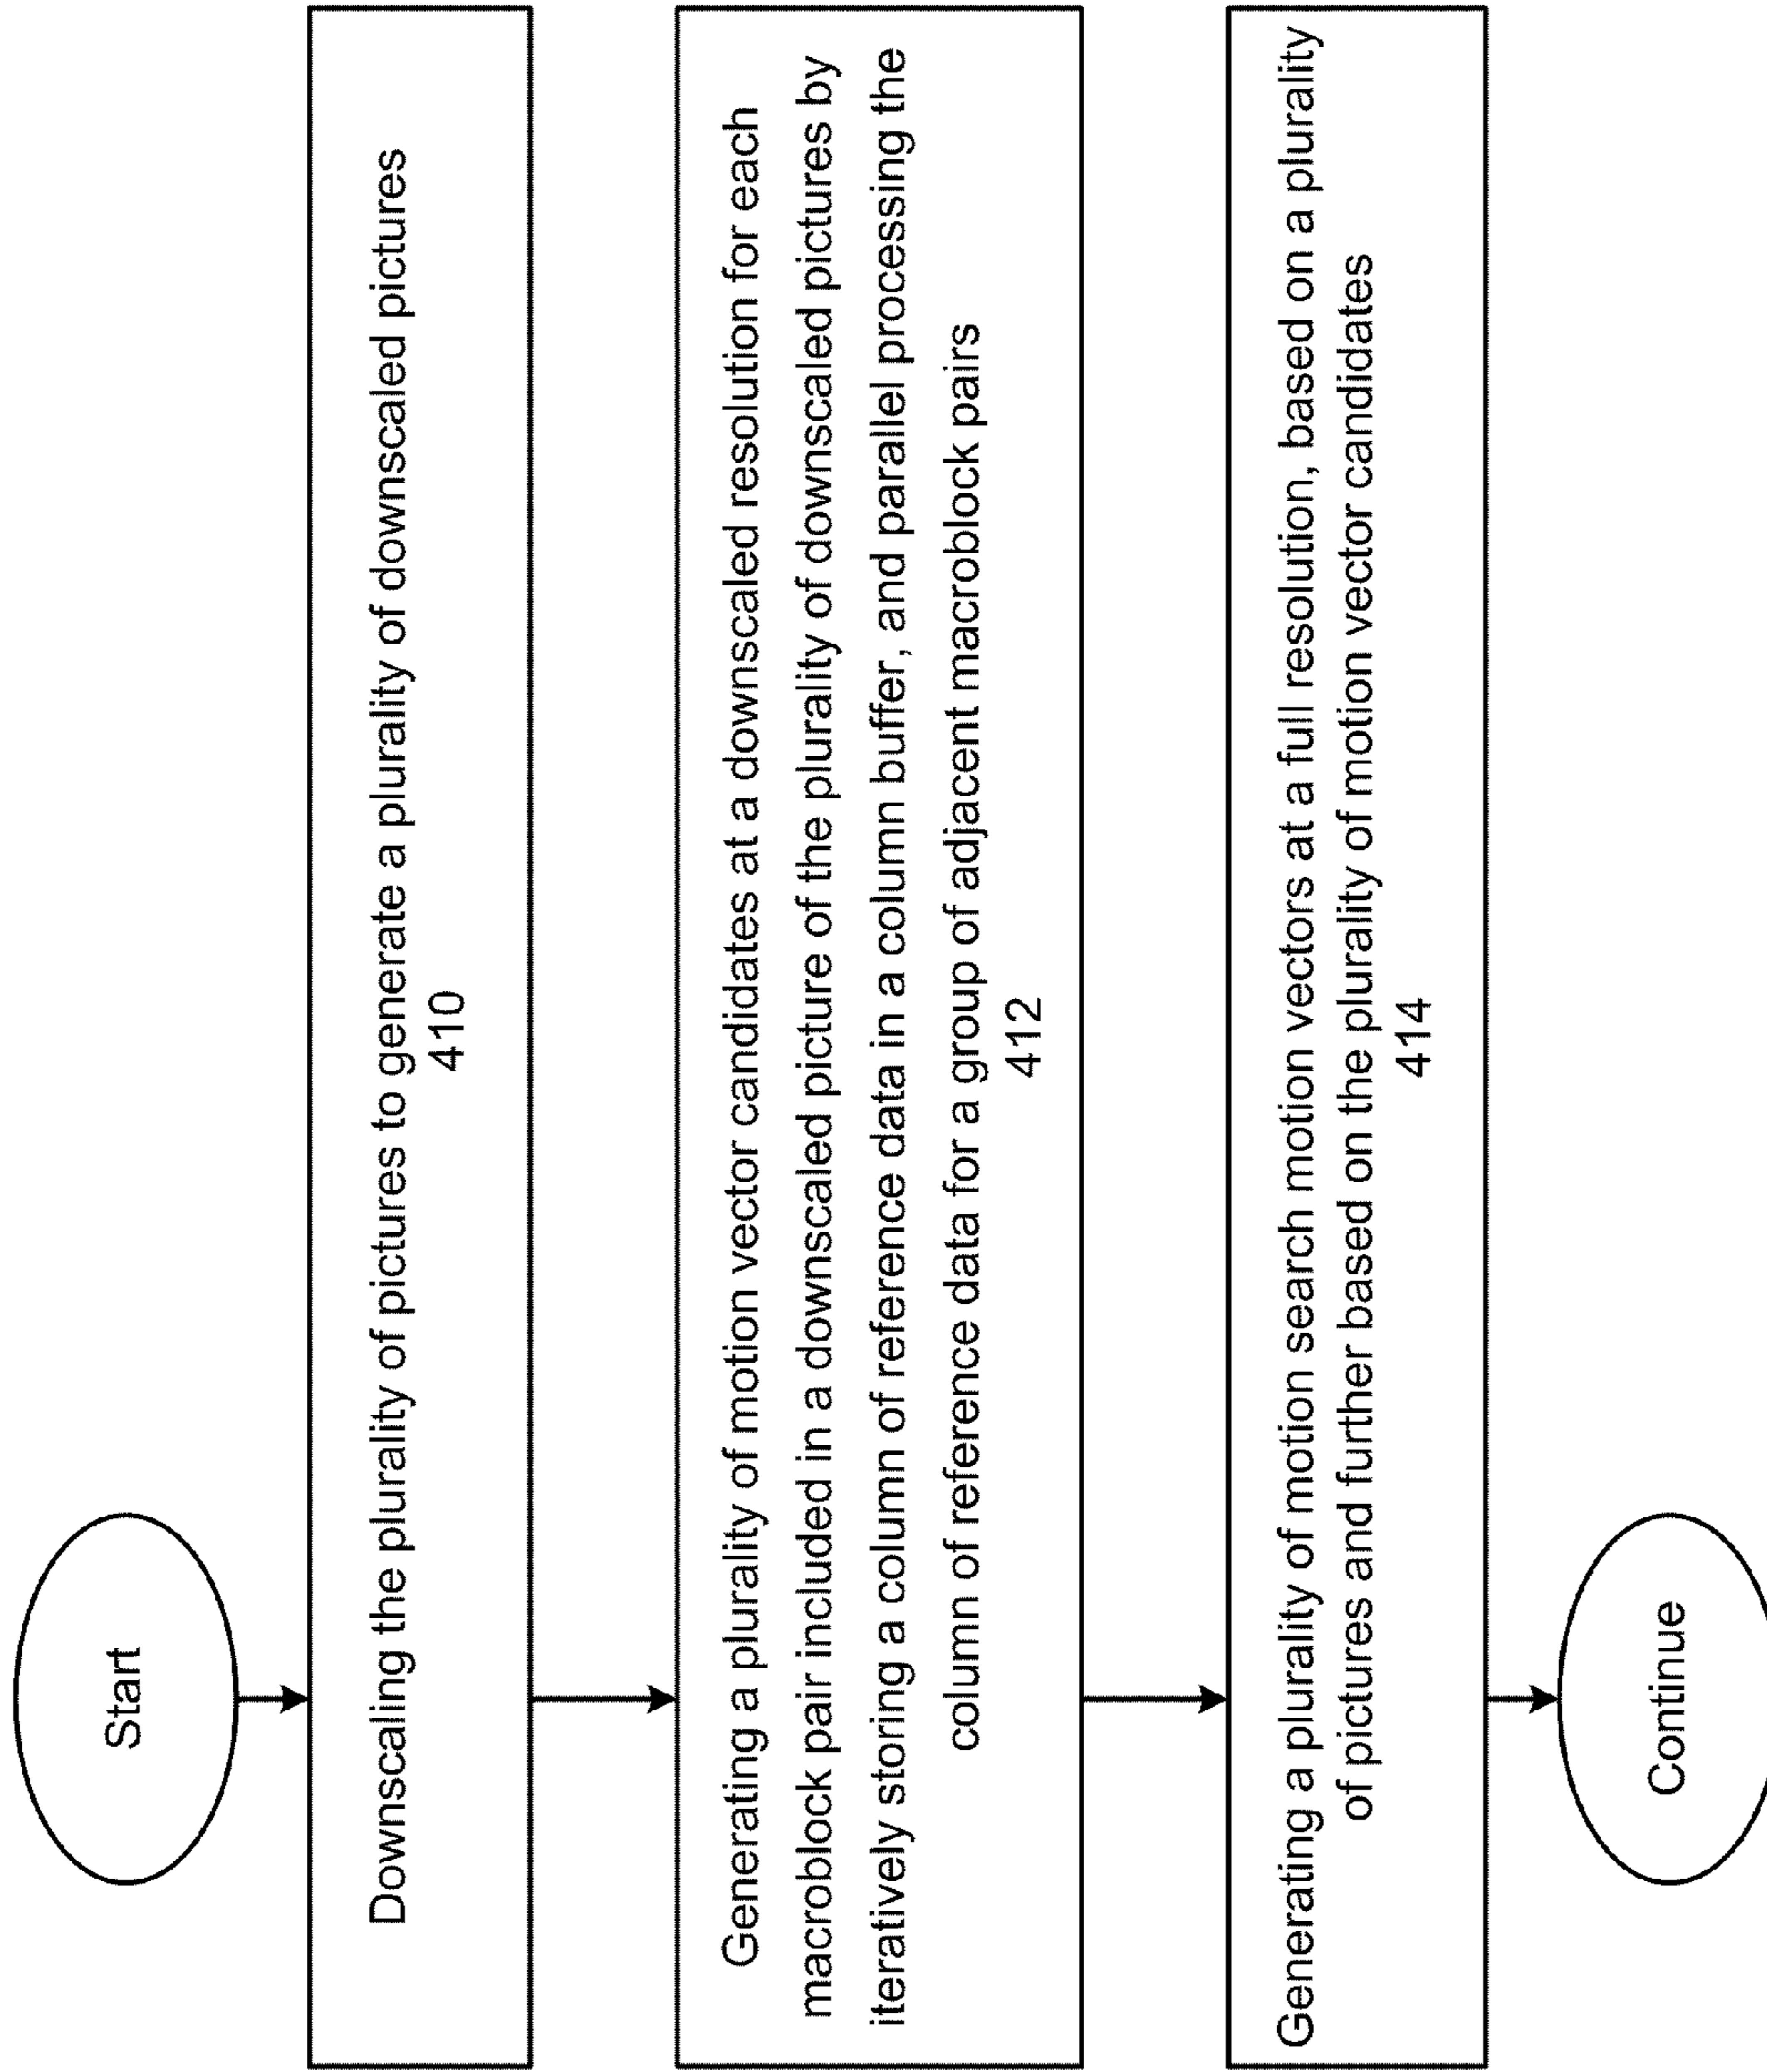 Start
Downscaling the plurality of pictures to generate a plurality of downscaled pictures
410
Generating a plurality of motion vector candidates at a downscaled resolution for each
macroblock pair included in a downscaled picture of the plurality of downscaled pictures by
iteratively storing a column of reference data in a column buffer, and parallel processing the
column of reference data for a group of adjacent macroblock pairs
412
Generating a plurality of motion search motion vectors at a full resolution, based on a plurality
of pictures and further based on the plurality of motion vector candidates
414
Continue